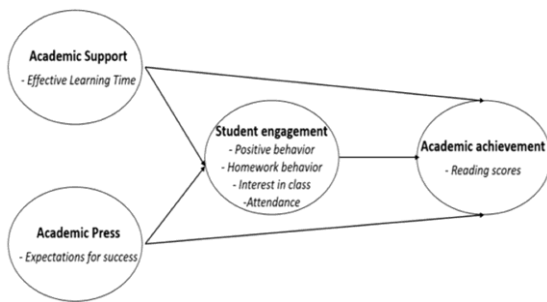 Academic Support
- Effective Learning Time
Student engagement
- Positive behavior
- Homework behavior
- Interest in class
-Attendance
Academic achievement
- Reading scores
Academic Press
- Expectations for success